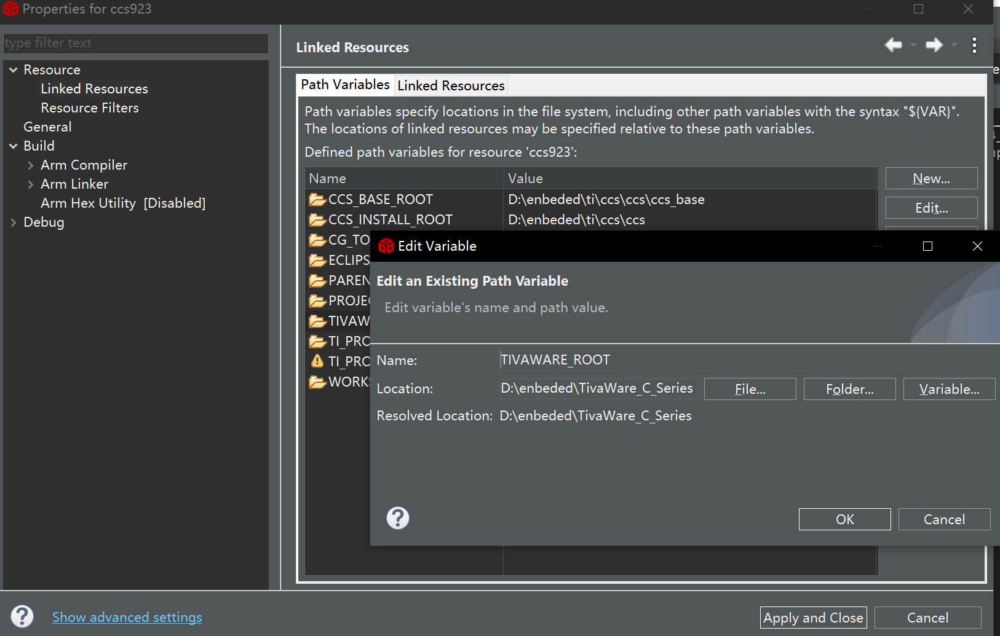 Properties for ccs923
type filter text
Resource
Linked Resources
Resource Filters
General
Build
Arm Compiler
Arm Linker
Arm Hex Utility [Disabled]
Debug
Linked Resources
Path Variables
Linked Resources
Path variables specify locations in the file system, including other path variables with the syntax "${VAR}".
The locations of linked resources may be specified relative to these path variables.
Defined path variables for resource 'ccs923':
Name Value
CCS_BASE_ROOT D:\enbeded\ti\ccs\ccs\ccs_base
CCS_INSTALL_ROOT D:\enbeded\ti\ccs\ccs
CG_TO
ECLIPS
PAREN
PROJEC
TIVAW
TI_PRO
TI_PRO
WORKS
New...
Edit...
Edit Variable
Edit an Existing Path Variable
Edit variable's name and path value.
Name: TIVAWARE_ROOT
Location: D:\enbeded\TivaWare_C_Series File... Folder... Variable...
Resolved Location: D:\enbeded\TivaWare_C_Series
OK Cancel
Show advanced settings
Apply and Close Cancel